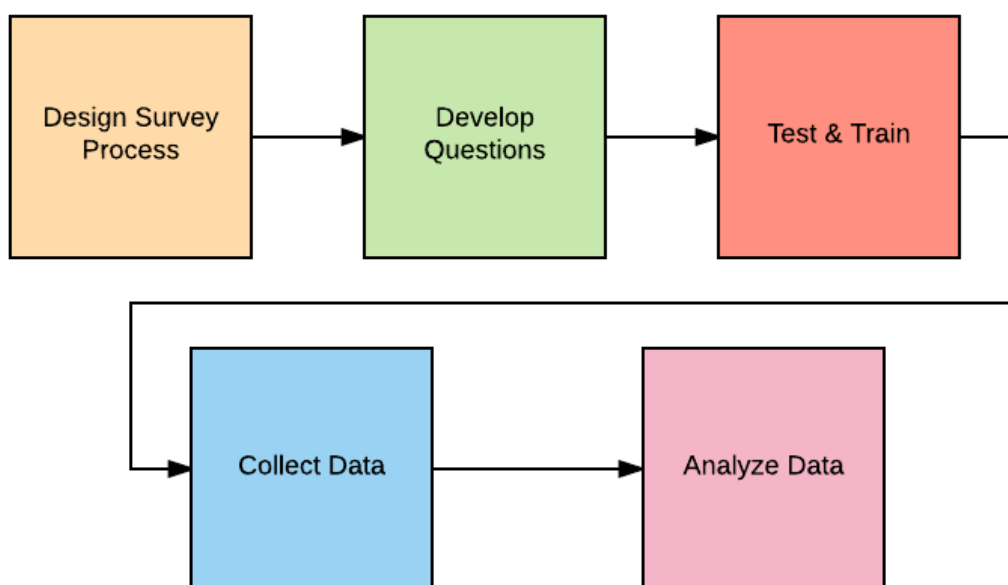 Design Survey
Process
Develop
Questions
Test & Train
Collect Data
Analyze Data